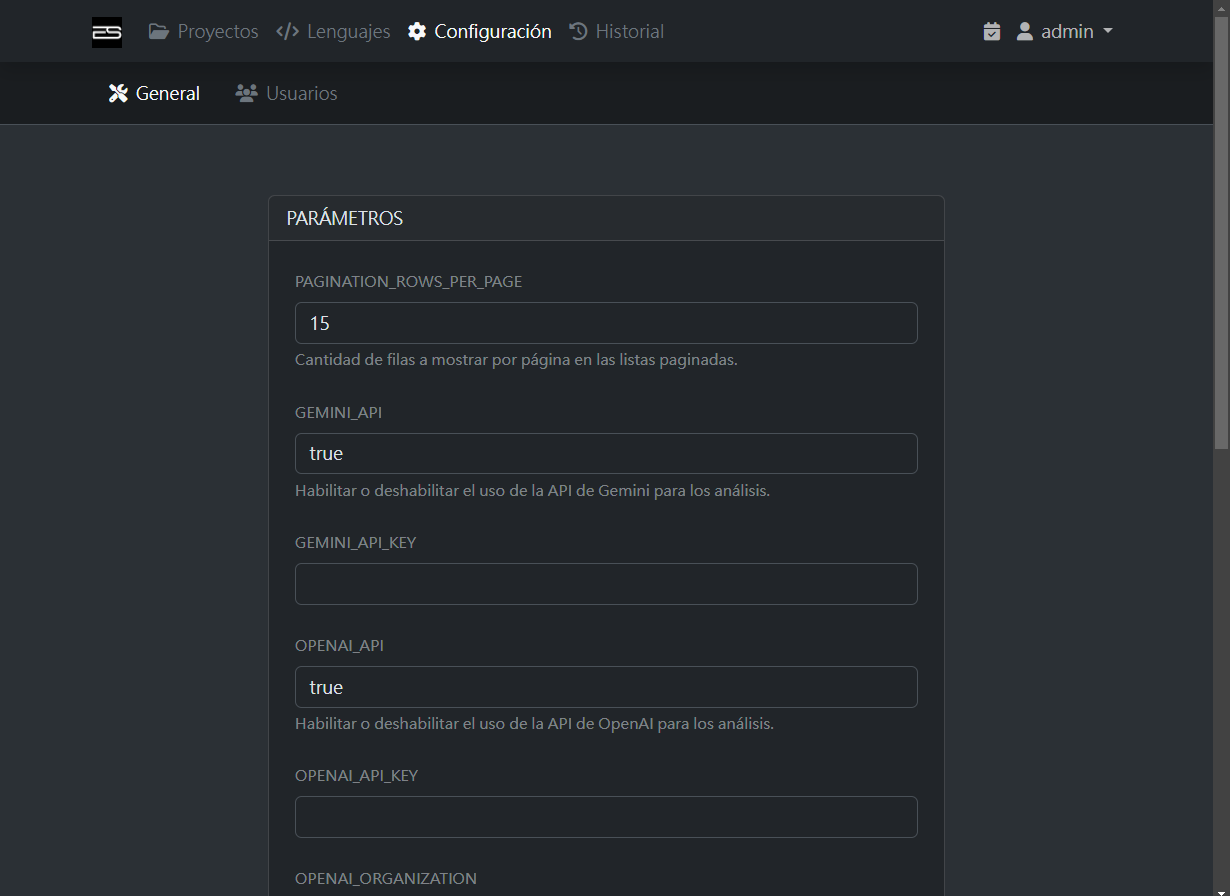 ES Proyectos Lenguajes Configuración Historial admin
General Usuarios
PARÁMETROS
PAGINATION_ROWS_PER_PAGE
15
Cantidad de filas a mostrar por página en las listas paginadas.
GEMINI_API
true
Habilitar o deshabilitar el uso de la API de Gemini para los análisis.
GEMINI_API_KEY
OPENAI_API
true
Habilitar o deshabilitar el uso de la API de OpenAI para los análisis.
OPENAI_API_KEY
OPENAI_ORGANIZATION